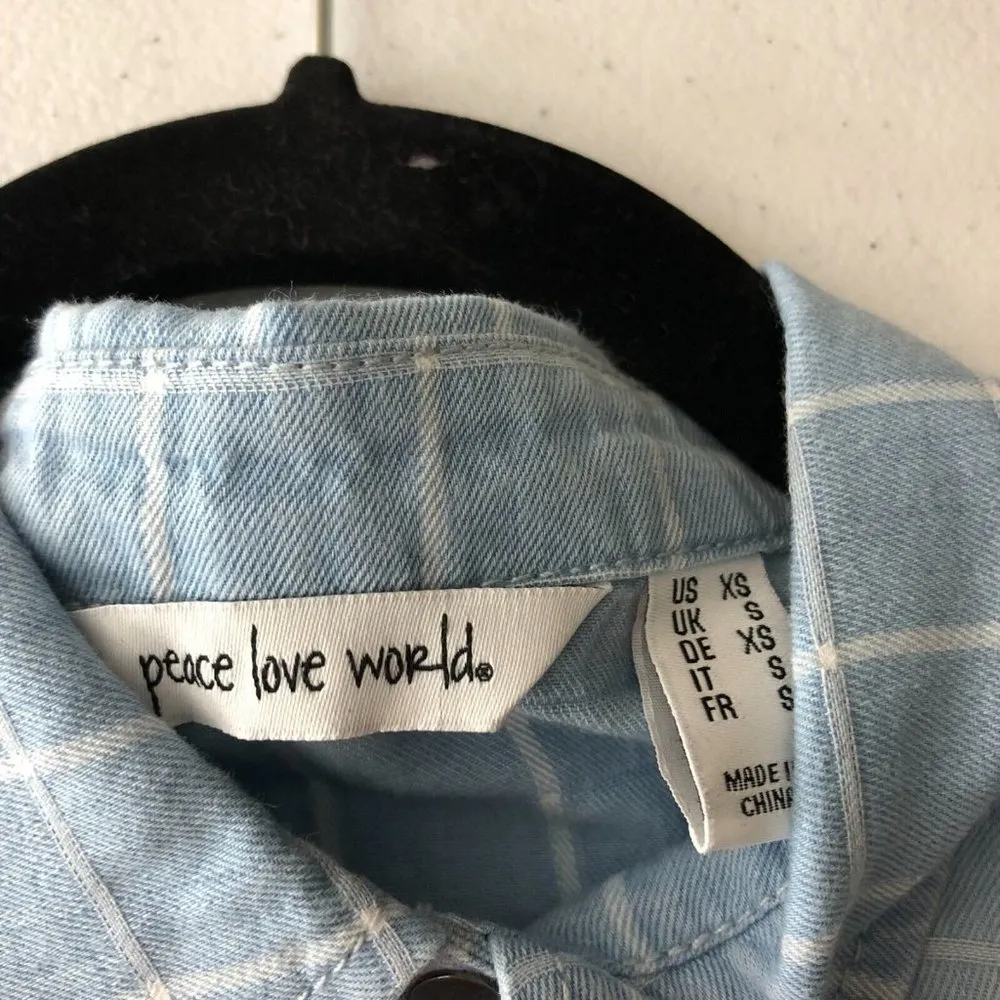 peace love world®
US XS
UK S
DE XS
IT S
FR S
MADE I
CHINA